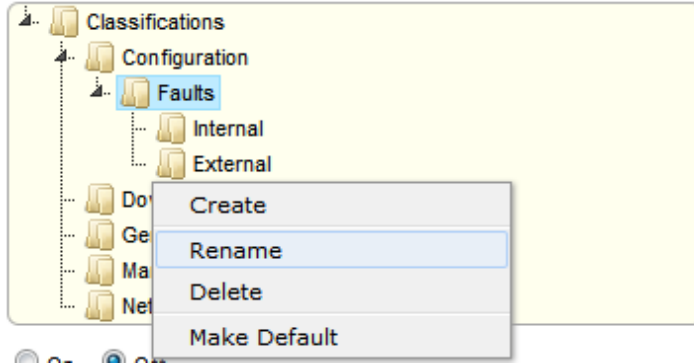 Classifications
Configuration
Faults
Internal
External
Create
Rename
Delete
Make Default